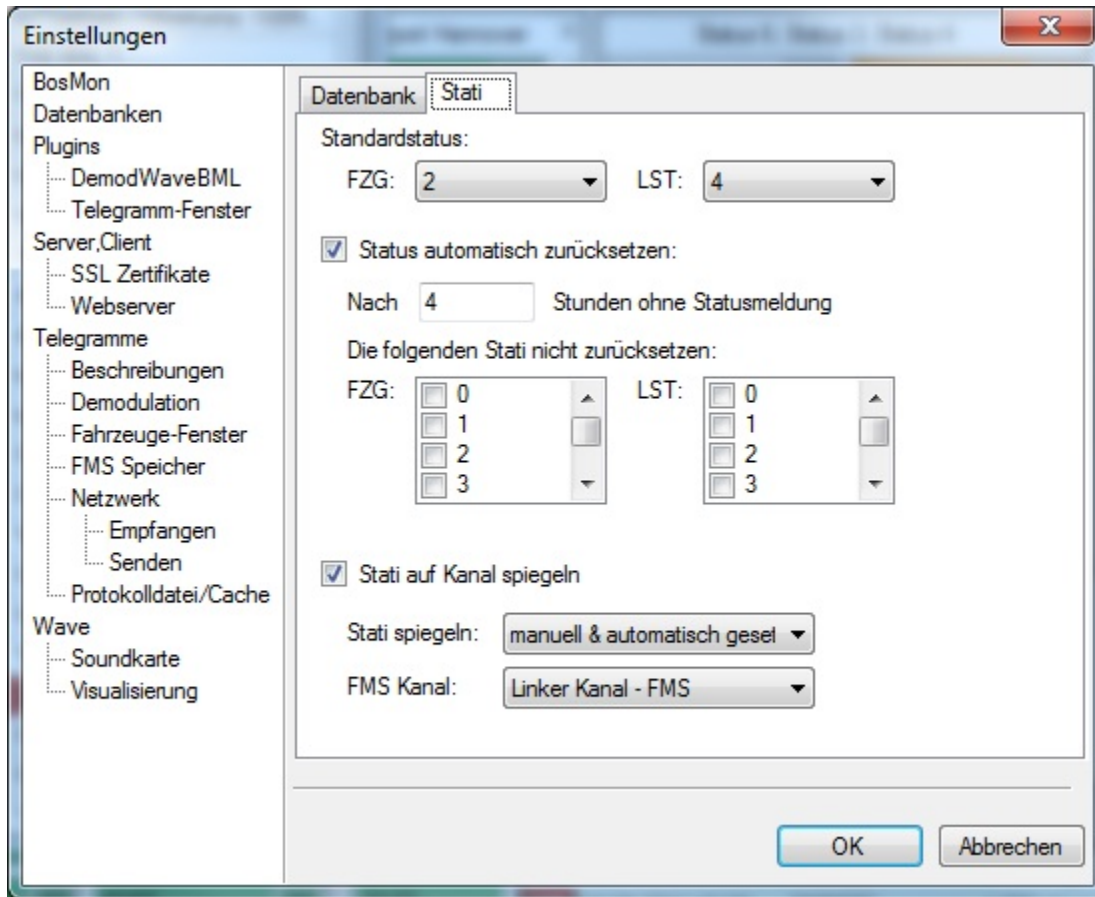 Einstellungen
BosMon
Datenbanken
Plugins
DemodWaveBML
Telegramm-Fenster
Server,Client
SSL Zertifikate
Webserver
Telegramme
Beschreibungen
Demodulation
Fahrzeuge-Fenster
FMS Speicher
Netzwerk
Empfangen
Senden
Protokolldatei/Cache
Wave
Soundkarte
Visualisierung
Datenbank Stati
Standardstatus:
FZG: 2 LST: 4
Status automatisch zurücksetzen:
Nach 4 Stunden ohne Statusmeldung
Die folgenden Stati nicht zurücksetzen:
FZG: 0 LST: 0
1 1
2 2
3 3
Stati auf Kanal spiegeln
Stati spiegeln: manuell & automatisch geset
FMS Kanal: Linker Kanal - FMS
OK Abbrechen